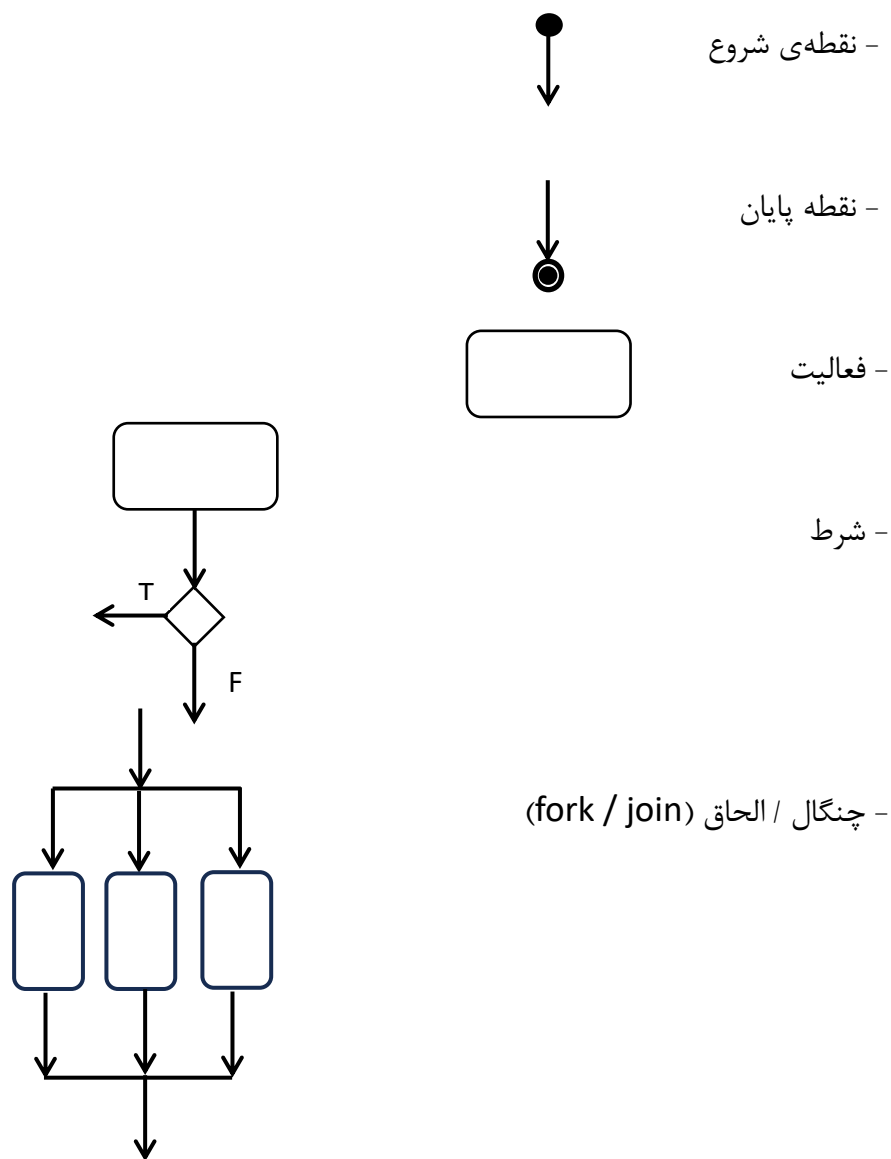 - نقطه‌ی شروع
- نقطه پایان
- فعالیت
- شرط
T
F
- چنگال / الحاق (fork / join)